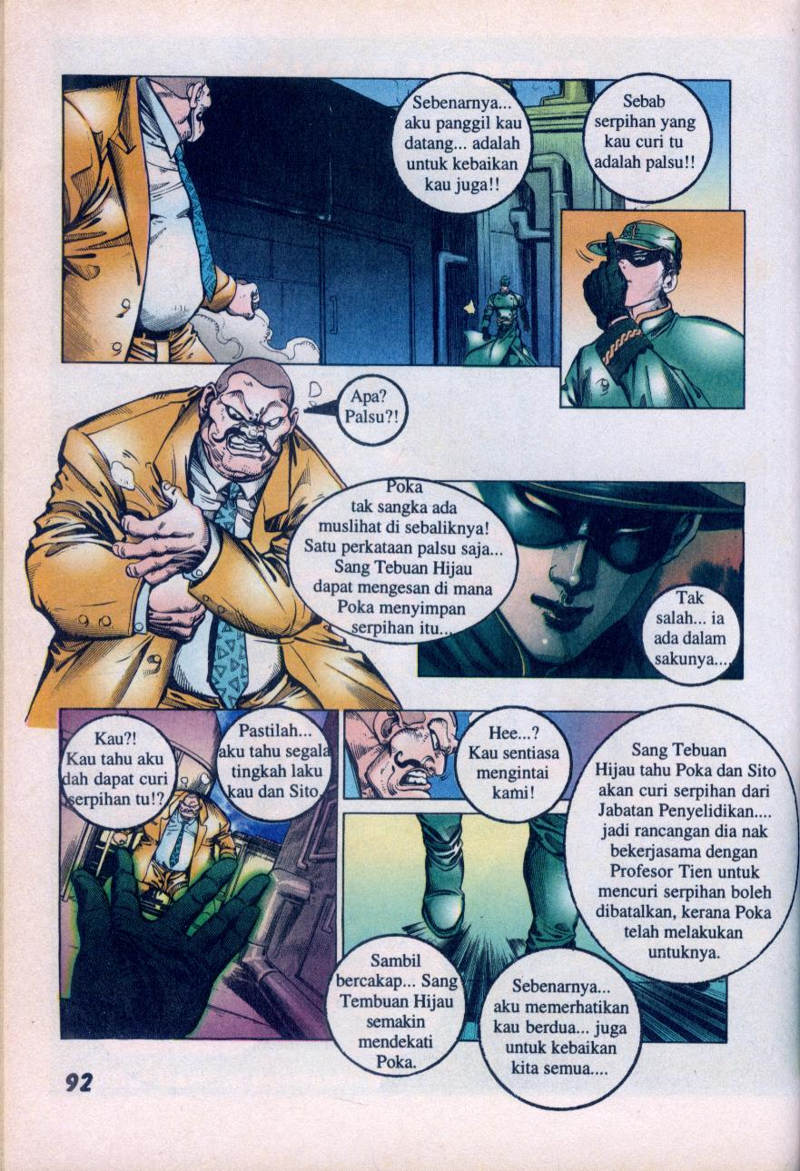 Sebenarnya...
aku panggil kau
datang... adalah
untuk kebaikan
kau juga!!
Sebab
serpihan yang
kau curi tu
adalah palsu!!
Apa?
Palsu?!
Poka
tak sangka ada
muslihat di sebaliknya!
Satu perkataan palsu saja...
Sang Tebuan Hijau
dapat mengesan di mana
Poka menyimpan
serpihan itu...
Tak
salah... ia
ada dalam
sakunya....
Kau?!
Kau tahu aku
dah dapat curi
serpihan tu!?
Pastilah...
aku tahu segala
tingkah laku
kau dan Sito.
Hee...?
Kau sentiasa
mengintai
kami!
Sang Tebuan
Hijau tahu Poka dan Sito
akan curi serpihan dari
Jabatan Penyelidikan....
jadi rancangan dia nak
bekerjasama dengan
Profesor Tien untuk
mencuri serpihan boleh
dibatalkan, kerana Poka
telah melakukan
untuknya.
Sambil
bercakap... Sang
Tembuan Hijau
semakin
mendekati
Poka.
Sebenarnya...
aku memerhatikan
kau berdua... juga
untuk kebaikan
kita semua....
92